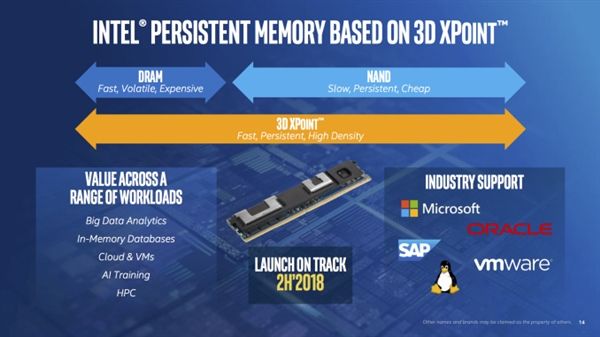 INTEL® PERSISTENT MEMORY BASED ON 3D XPOINT™
DRAM
Fast, Volatile, Expensive
NAND
Slow, Persistent, Cheap
3D XPOINT™
Fast, Persistent, High Density
VALUE ACROSS A
RANGE OF WORKLOADS
Big Data Analytics
In-Memory Databases
Cloud & VMs
AI Training
HPC
LAUNCH ON TRACK
2H'2018
INDUSTRY SUPPORT
Microsoft
ORACLE
SAP
vmware®
Other names and brands may be claimed as the property of others.
14